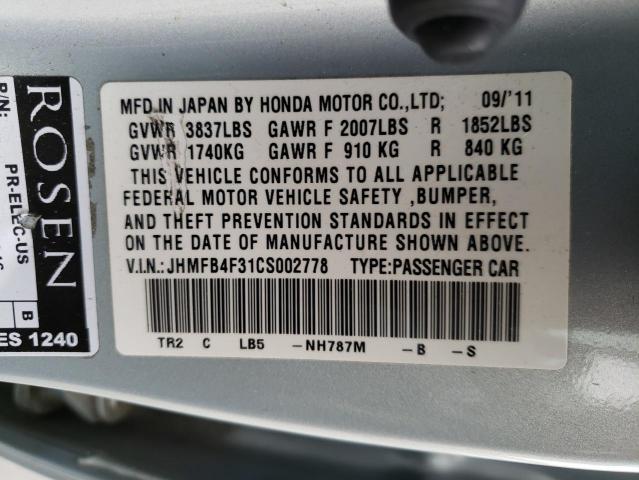 MFD IN JAPAN BY HONDA MOTOR CO.,LTD; 09/'11
GVWR 3837LBS GAWR F 2007LBS R 1852LBS
GVWR 1740KG GAWR F 910 KG R 840 KG
THIS VEHICLE CONFORMS TO ALL APPLICABLE
FEDERAL MOTOR VEHICLE SAFETY ,BUMPER,
AND THEFT PREVENTION STANDARDS IN EFFECT
ON THE DATE OF MANUFACTURE SHOWN ABOVE.
V.I.N.:JHMFB4F31CS002778 TYPE:PASSENGER CAR
TR2 C LB5 -NH787M -B -S
ROSEN
P/N:
PR-ELEC-US
B
ES 1240